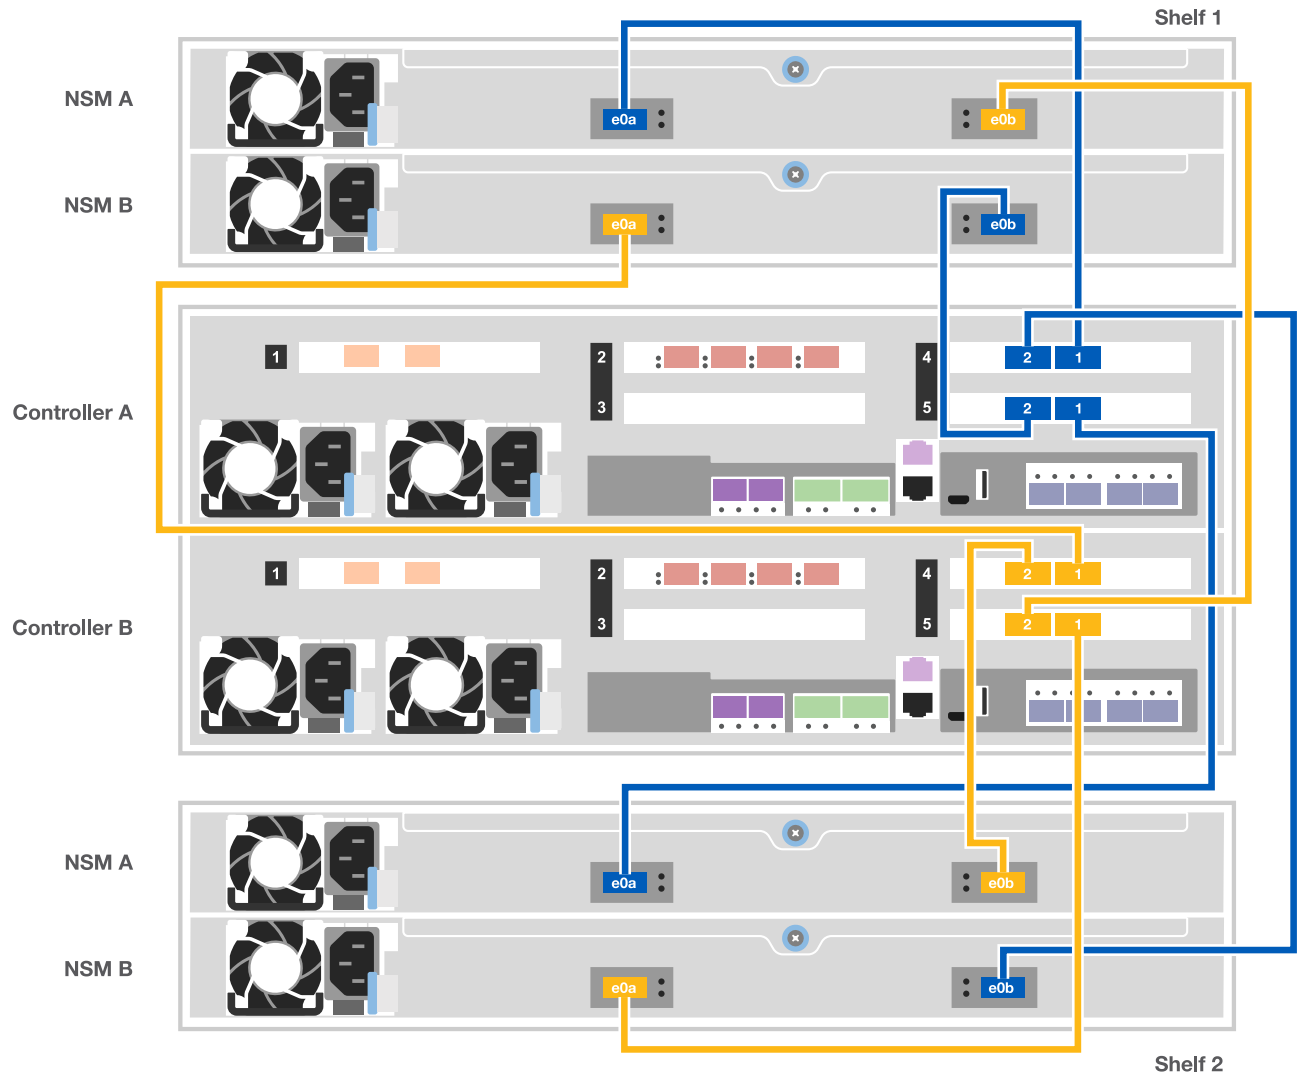 Shelf 1
NSM A
e0a
e0b
NSM B
e0a
e0b
1
2
4
2 1
Controller A
3
5
2 1
1
2
4
2 1
Controller B
3
5
2 1
NSM A
e0a
e0b
NSM B
e0a
e0b
Shelf 2